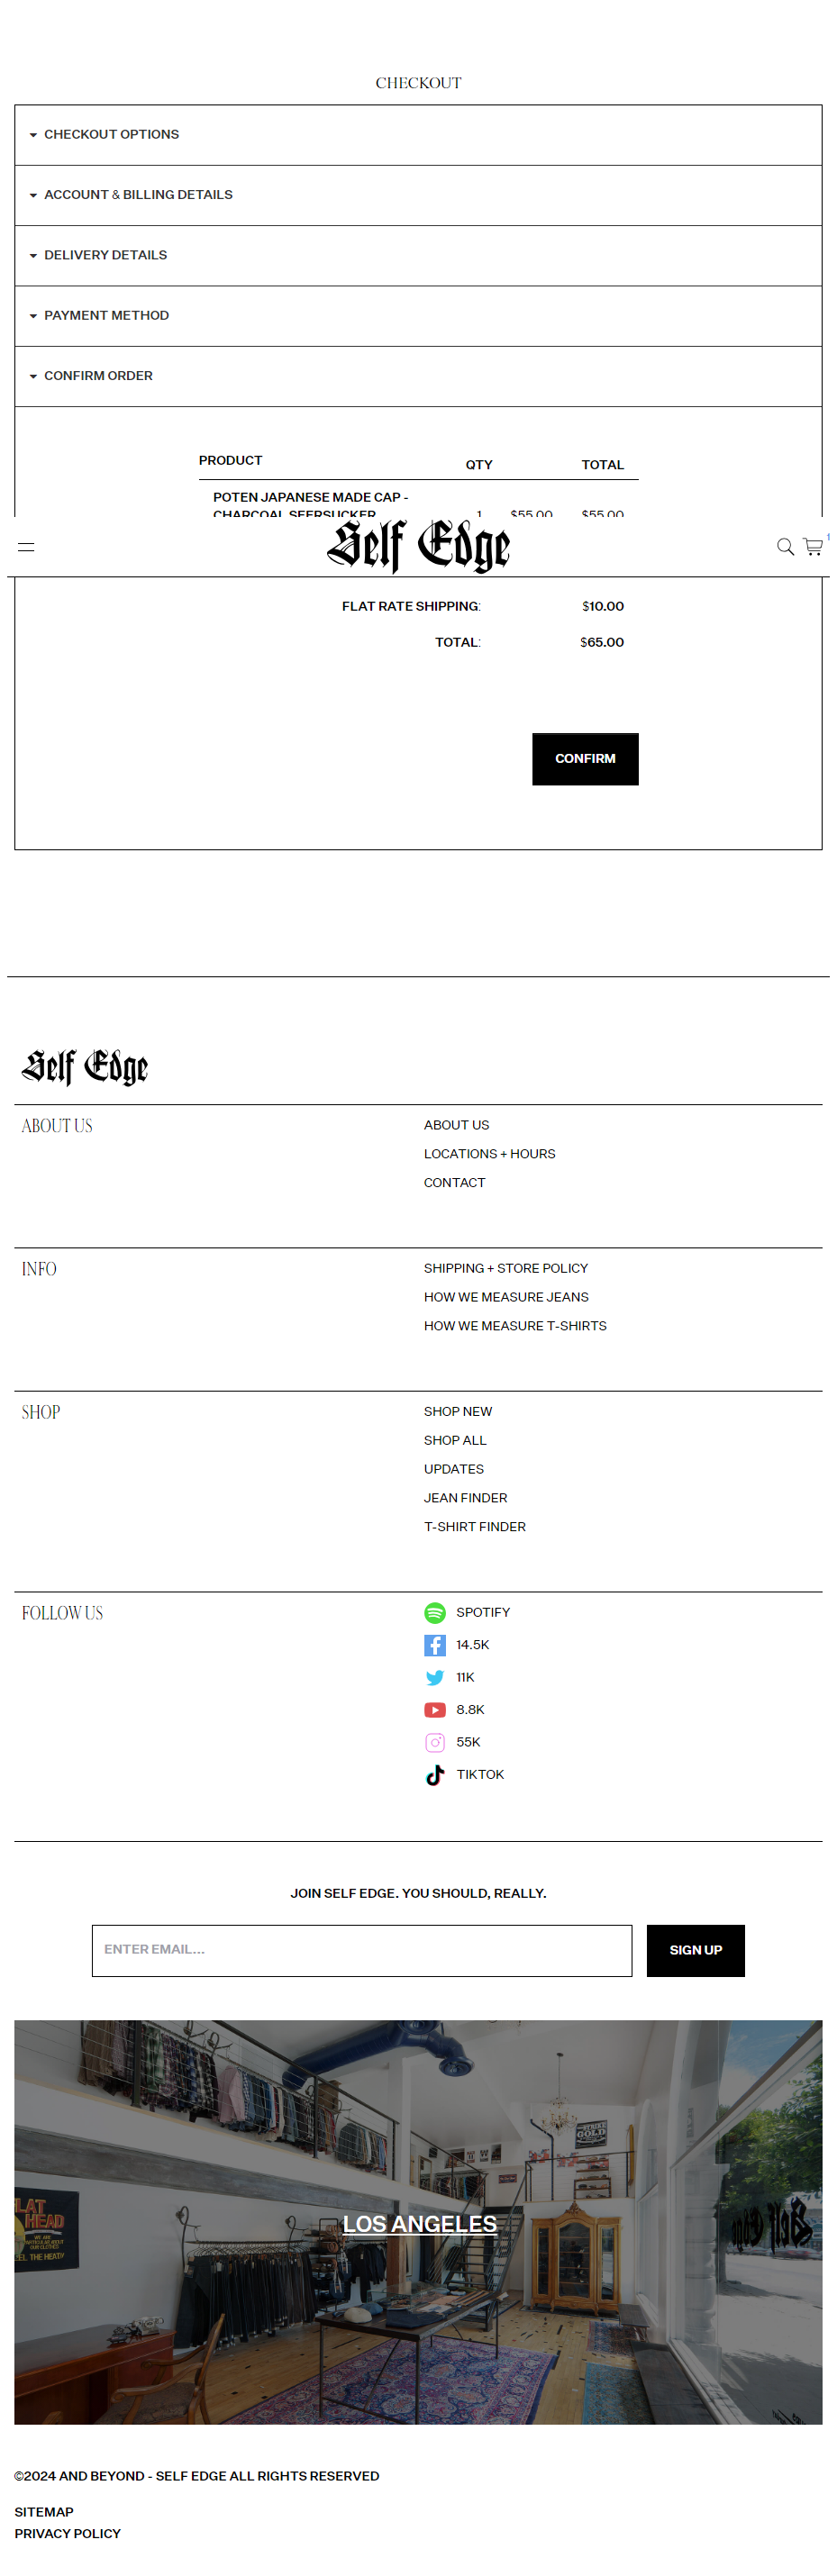 CHECKOUT
CHECKOUT OPTIONS
ACCOUNT & BILLING DETAILS
DELIVERY DETAILS
PAYMENT METHOD
CONFIRM ORDER
PRODUCT QTY TOTAL
POTEN JAPANESE MADE CAP -
CHARCOAL SEERSUCKER 1 $55.00 $55.00
Self Edge 1
FLAT RATE SHIPPING: $10.00
TOTAL: $65.00
CONFIRM
Self Edge
ABOUT US
ABOUT US
LOCATIONS + HOURS
CONTACT
INFO
SHIPPING + STORE POLICY
HOW WE MEASURE JEANS
HOW WE MEASURE T-SHIRTS
SHOP
SHOP NEW
SHOP ALL
UPDATES
JEAN FINDER
T-SHIRT FINDER
FOLLOW US
SPOTIFY
14.5K
11K
8.8K
55K
TIKTOK
JOIN SELF EDGE. YOU SHOULD, REALLY.
ENTER EMAIL...
SIGN UP
GOLD
FLAT
HEAD
LOS ANGELES
©2024 AND BEYOND - SELF EDGE ALL RIGHTS RESERVED
SITEMAP
PRIVACY POLICY